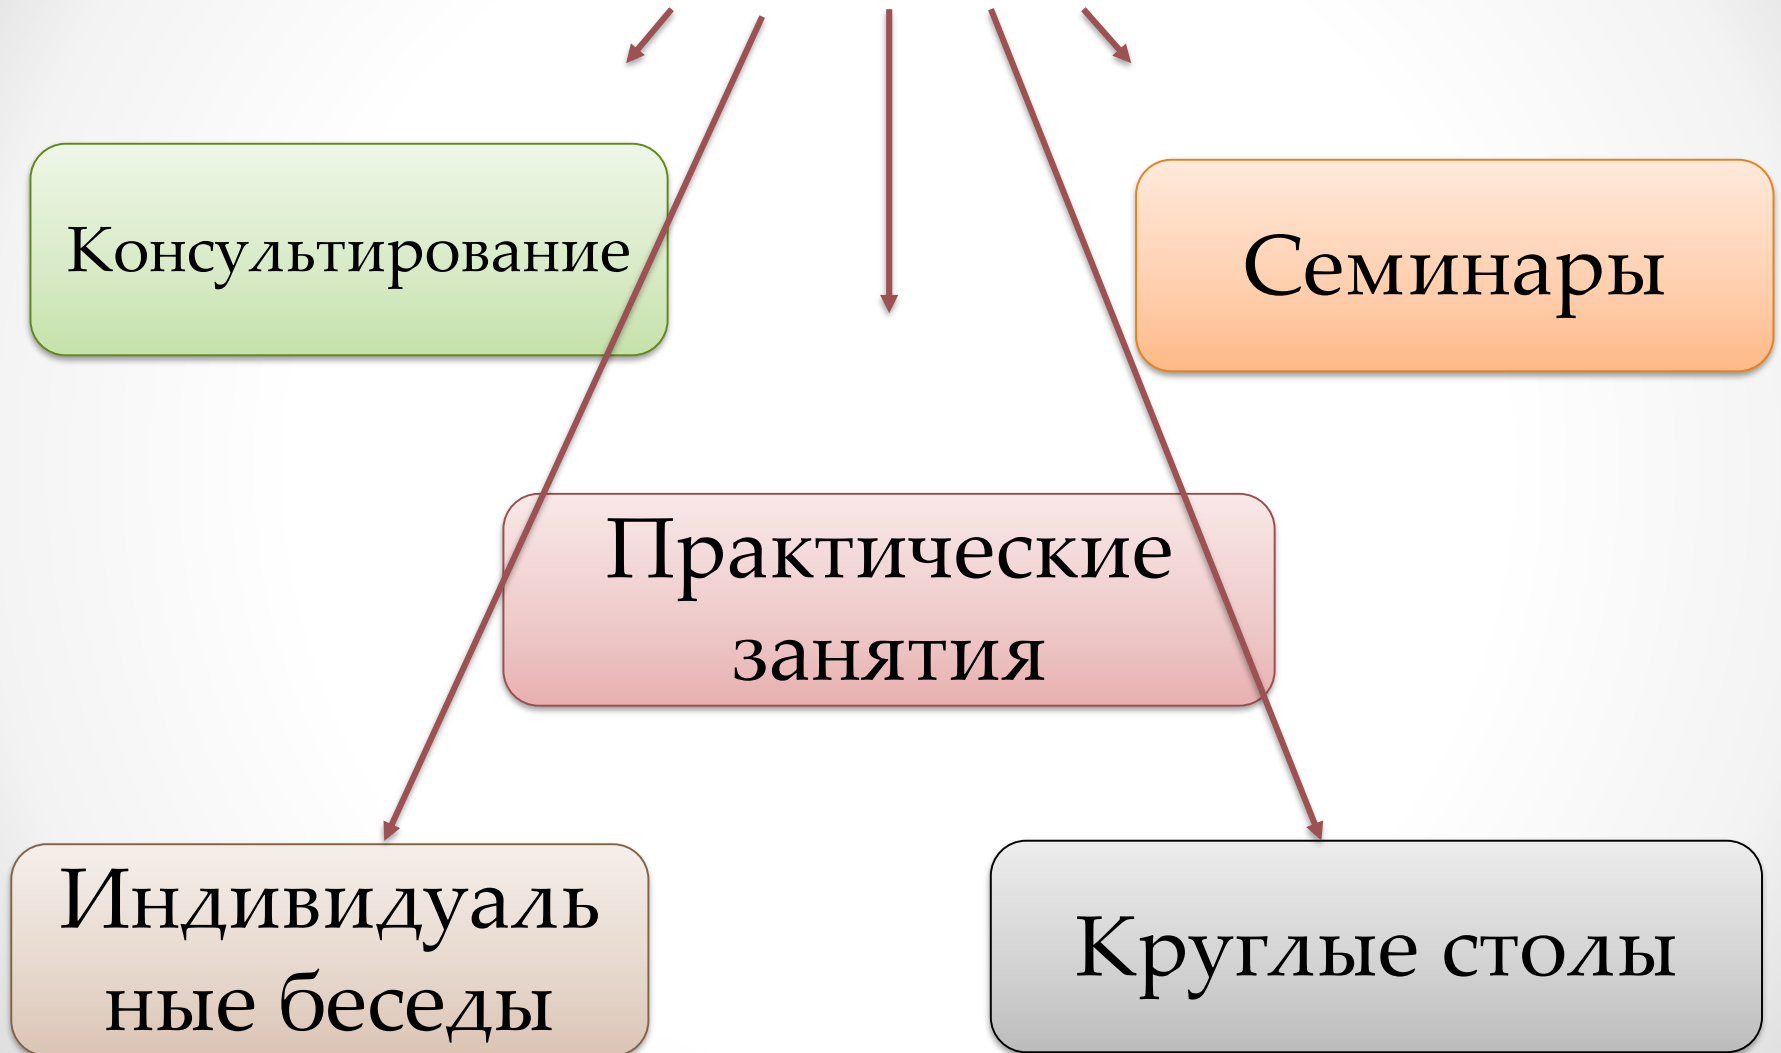 Консультирование
Семинары
Практические
занятия
Индивидуаль
ные беседы
Круглые столы